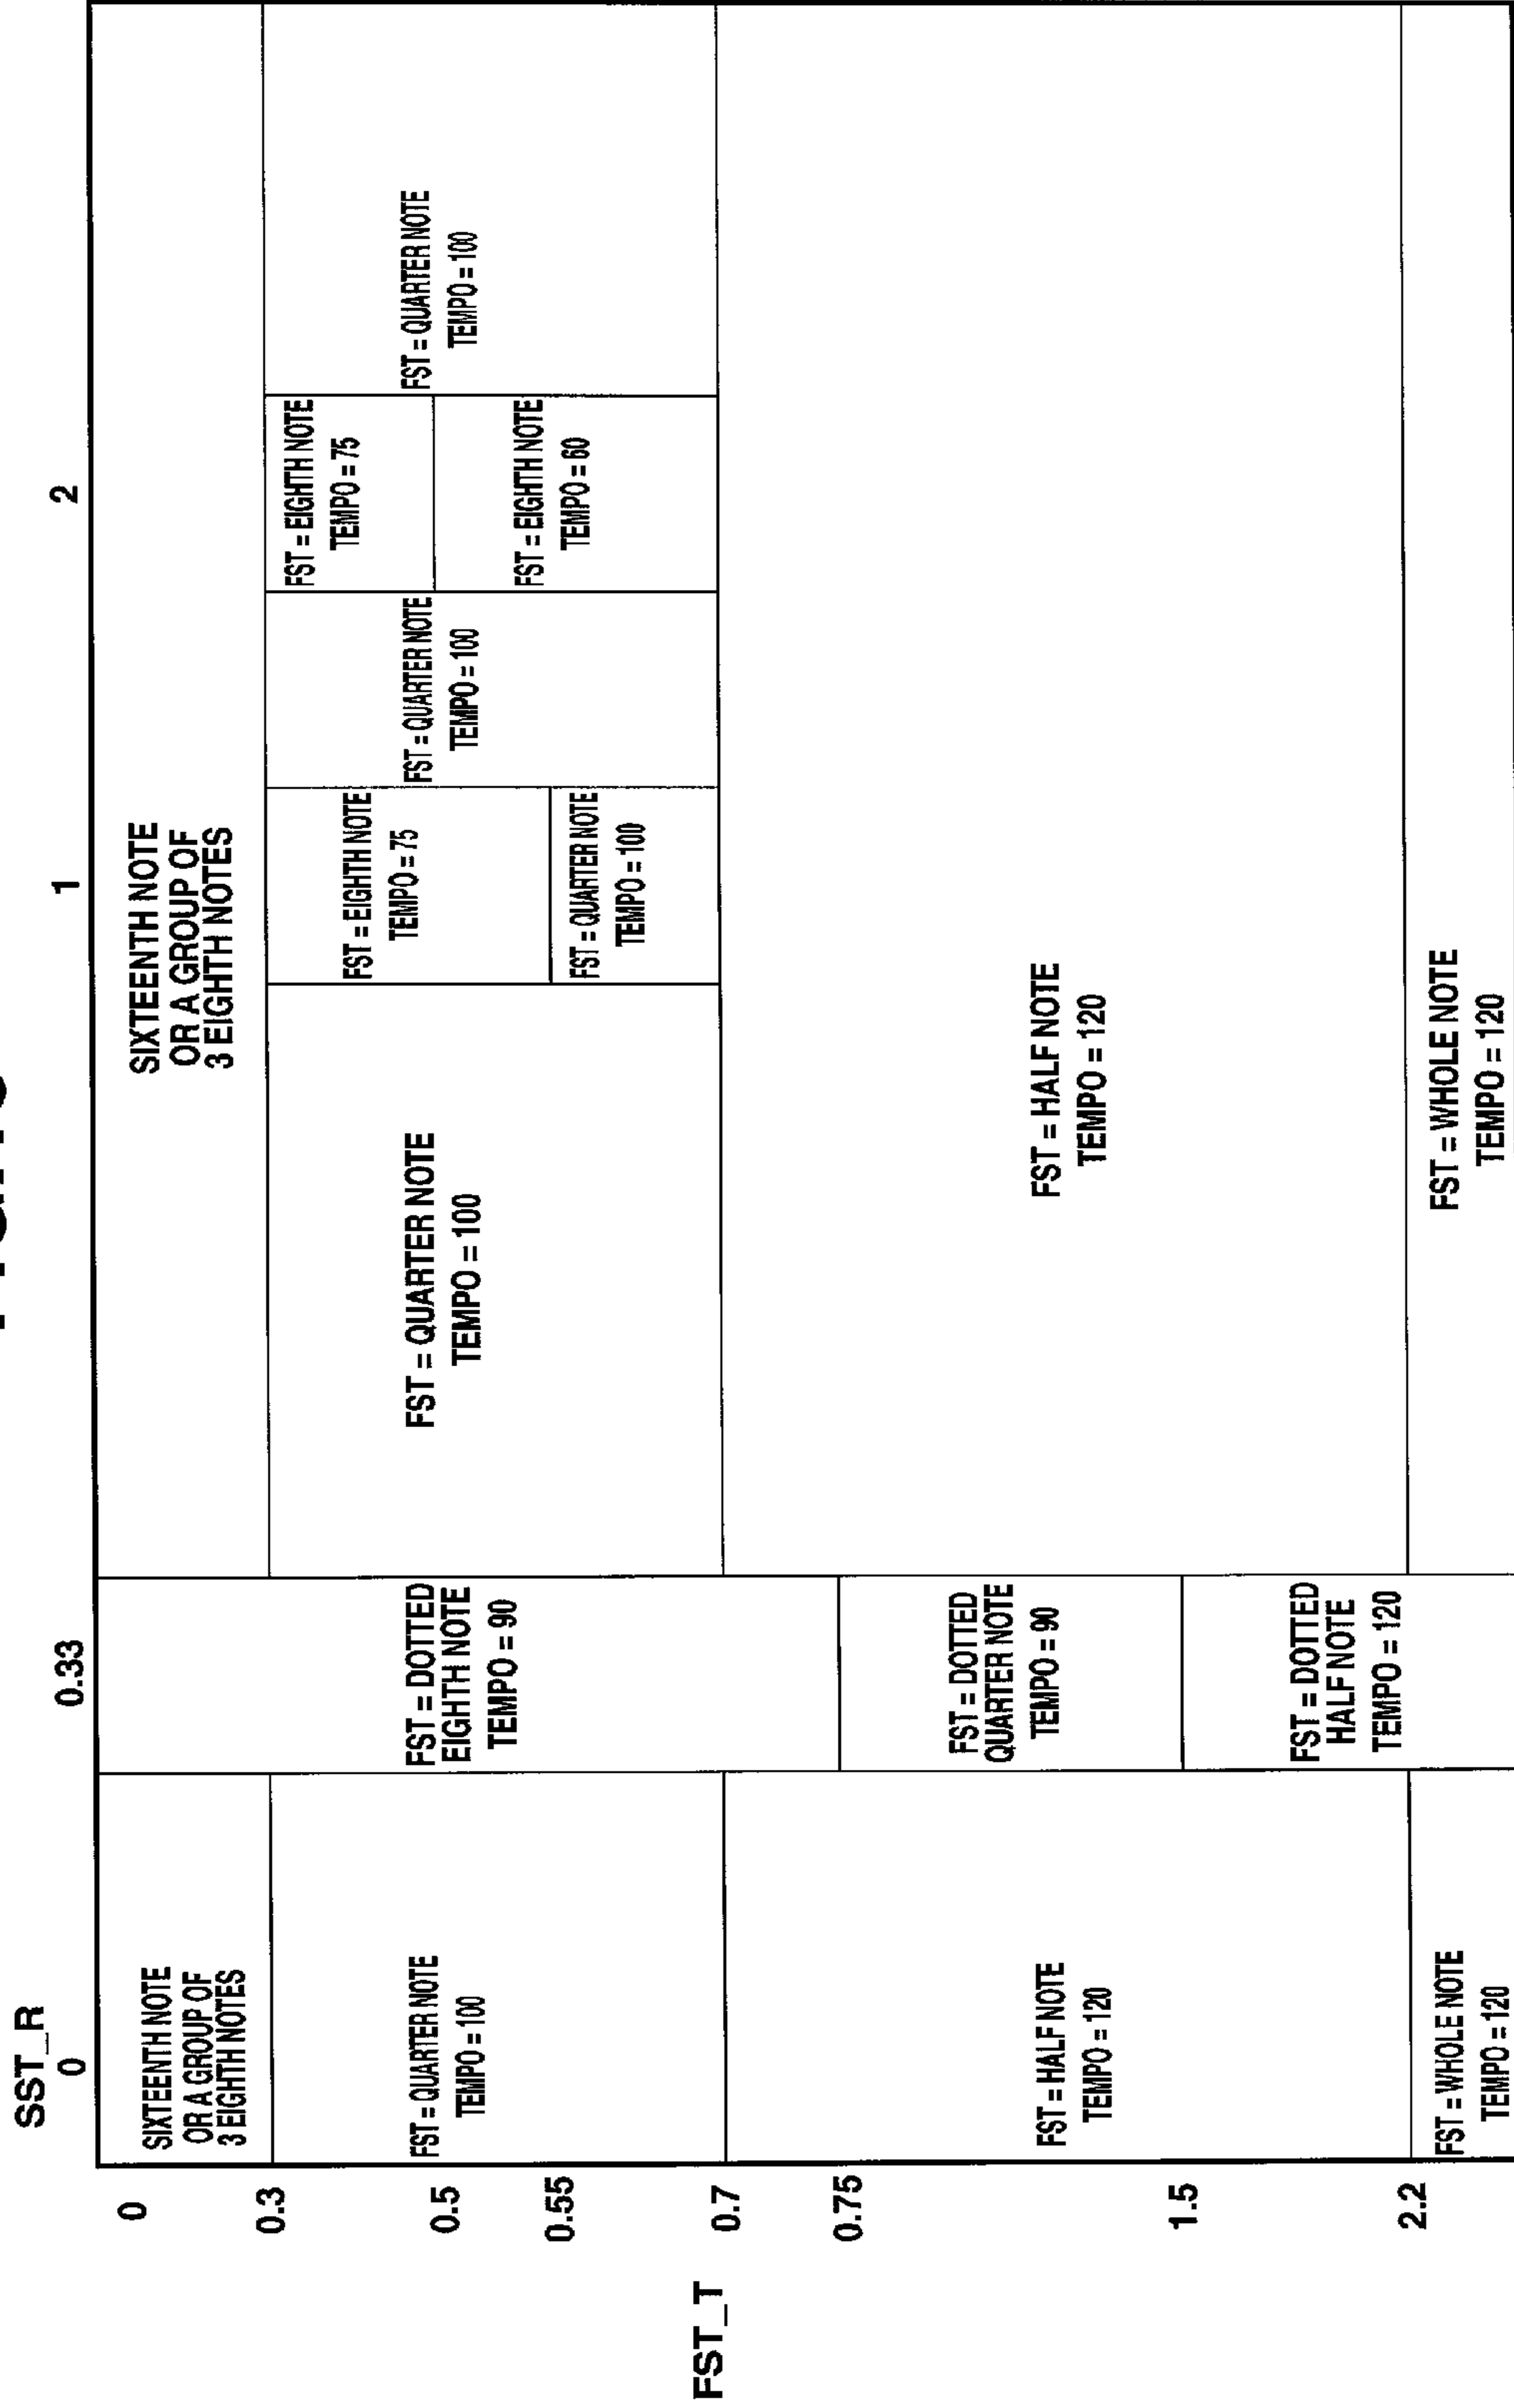 SST_R
0
0.33
1
2
FST_T
0
0.3
0.5
0.55
0.7
0.75
1.5
2.2
SIXTEENTH NOTE
OR A GROUP OF
3 EIGHTH NOTES
FST = QUARTER NOTE
TEMPO = 100
FST = HALF NOTE
TEMPO = 120
FST = WHOLE NOTE
TEMPO = 120
FST = DOTTED
EIGHTH NOTE
TEMPO = 90
FST = DOTTED
QUARTER NOTE
TEMPO = 90
FST = DOTTED
HALF NOTE
TEMPO = 120
SIXTEENTH NOTE
OR A GROUP OF
3 EIGHTH NOTES
FST = QUARTER NOTE
TEMPO = 100
FST = EIGHTH NOTE
TEMPO = 75
FST = QUARTER NOTE
TEMPO = 100
FST = QUARTER NOTE
TEMPO = 100
FST = EIGHTH NOTE
TEMPO = 75
FST = EIGHTH NOTE
TEMPO = 60
FST = QUARTER NOTE
TEMPO = 100
FST = HALF NOTE
TEMPO = 120
FST = WHOLE NOTE
TEMPO = 120